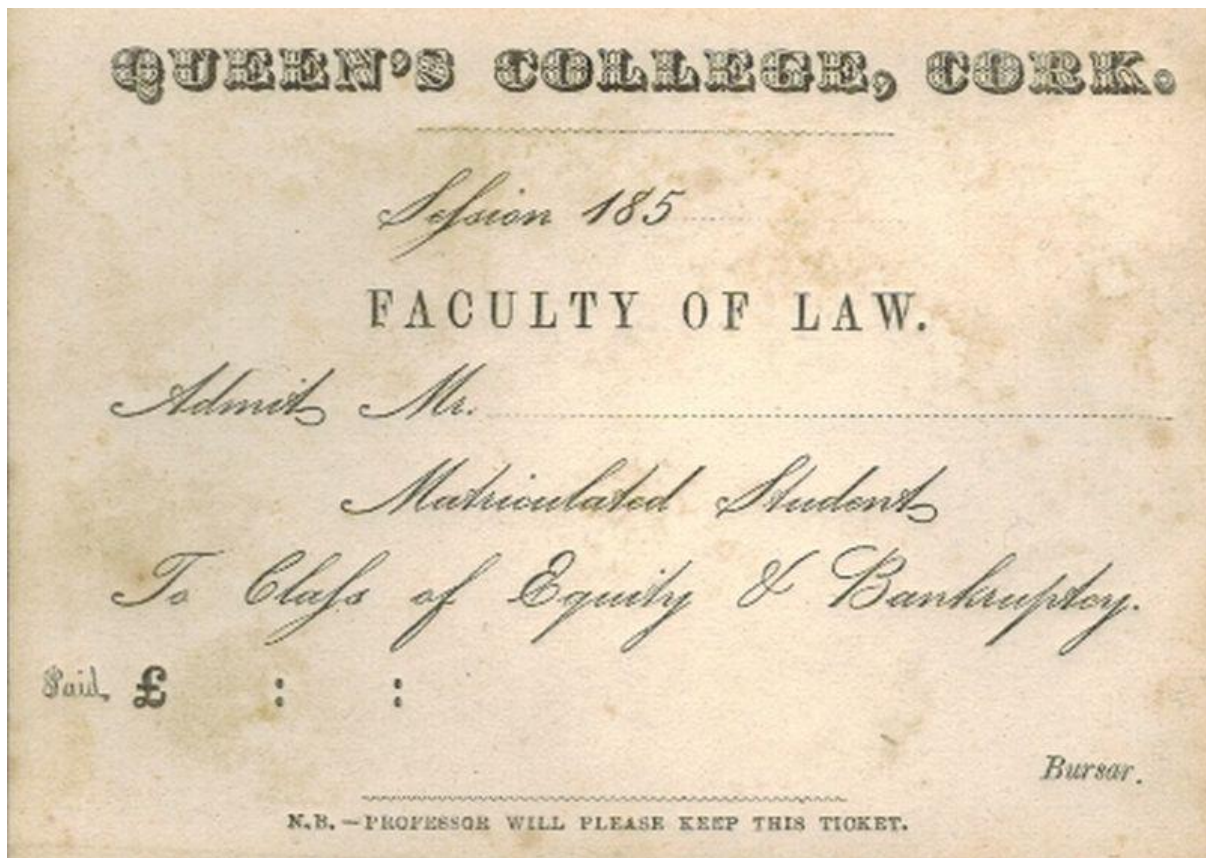 QUEEN'S COLLEGE, CORK.
Seſsion 185
FACULTY OF LAW.
Admit Mr.
Matriculated Student
To Claſs of Equity & Bankruptcy.
Paid £ : :
Bursar.
N.B. — PROFESSOR WILL PLEASE KEEP THIS TICKET.